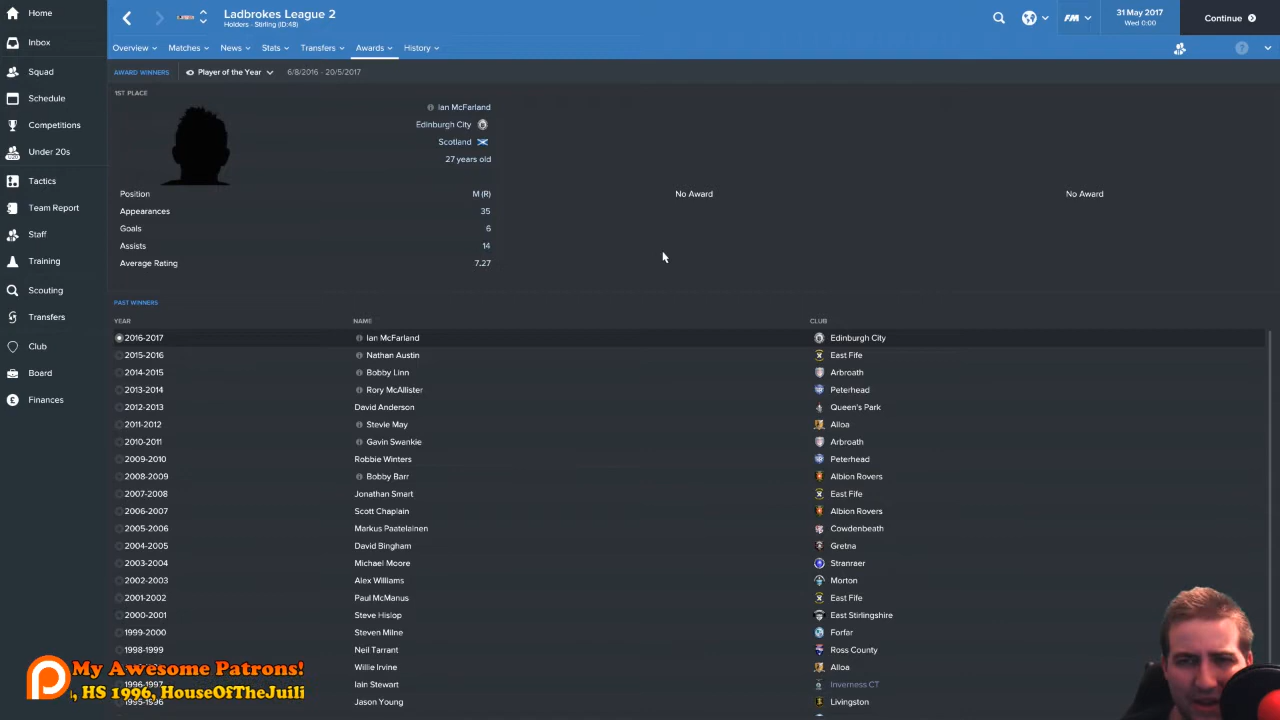 Home
Inbox
Squad
Schedule
Competitions
Under 20s
Tactics
Team Report
Staff
Training
Scouting
Transfers
Club
Board
Finances
Ladbrokes League 2
Holders - Stirling (ID:48)
FM
31 May 2017
Wed 0:00
Continue
Overview Matches News Stats Transfers Awards History
AWARD WINNERS Player of the Year 6/8/2016 - 20/5/2017
1ST PLACE
Ian McFarland
Edinburgh City
Scotland
27 years old
Position M (R)
Appearances 35
Goals 6
Assists 14
Average Rating 7.27
No Award
No Award
PAST WINNERS
YEAR NAME CLUB
2016-2017 Ian McFarland Edinburgh City
2015-2016 Nathan Austin East Fife
2014-2015 Bobby Linn Arbroath
2013-2014 Rory McAllister Peterhead
2012-2013 David Anderson Queen's Park
2011-2012 Stevie May Alloa
2010-2011 Gavin Swankie Arbroath
2009-2010 Robbie Winters Peterhead
2008-2009 Bobby Barr Albion Rovers
2007-2008 Jonathan Smart East Fife
2006-2007 Scott Chaplain Albion Rovers
2005-2006 Markus Paatelainen Cowdenbeath
2004-2005 David Bingham Gretna
2003-2004 Michael Moore Stranraer
2002-2003 Alex Williams Morton
2001-2002 Paul McManus East Fife
2000-2001 Steve Hislop East Stirlingshire
1999-2000 Steven Milne Forfar
1998-1999 Neil Tarrant Ross County
Willie Irvine Alloa
1996-1997 Iain Stewart Inverness CT
1995-1996 Jason Young Livingston
My Awesome Patrons!
, HS 1996, HouseOfTheJuili